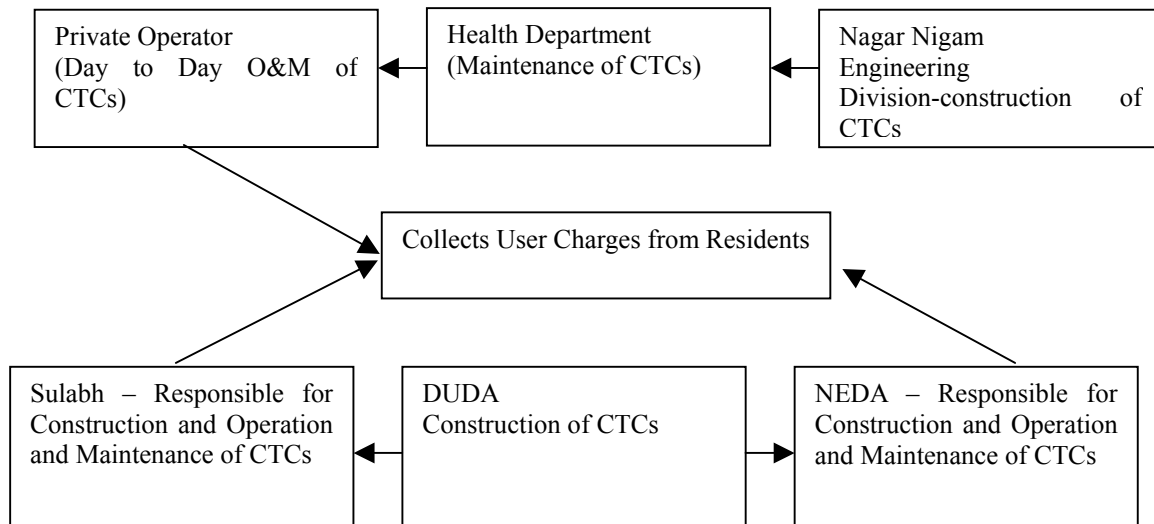 Private Operator
(Day to Day O&M of
CTCs)
Health Department
(Maintenance of CTCs)
Nagar Nigam
Engineering
Division-construction of
CTCs
Collects User Charges from Residents
Sulabh – Responsible for
Construction and Operation
and Maintenance of CTCs
DUDA
Construction of CTCs
NEDA – Responsible for
Construction and Operation
and Maintenance of CTCs